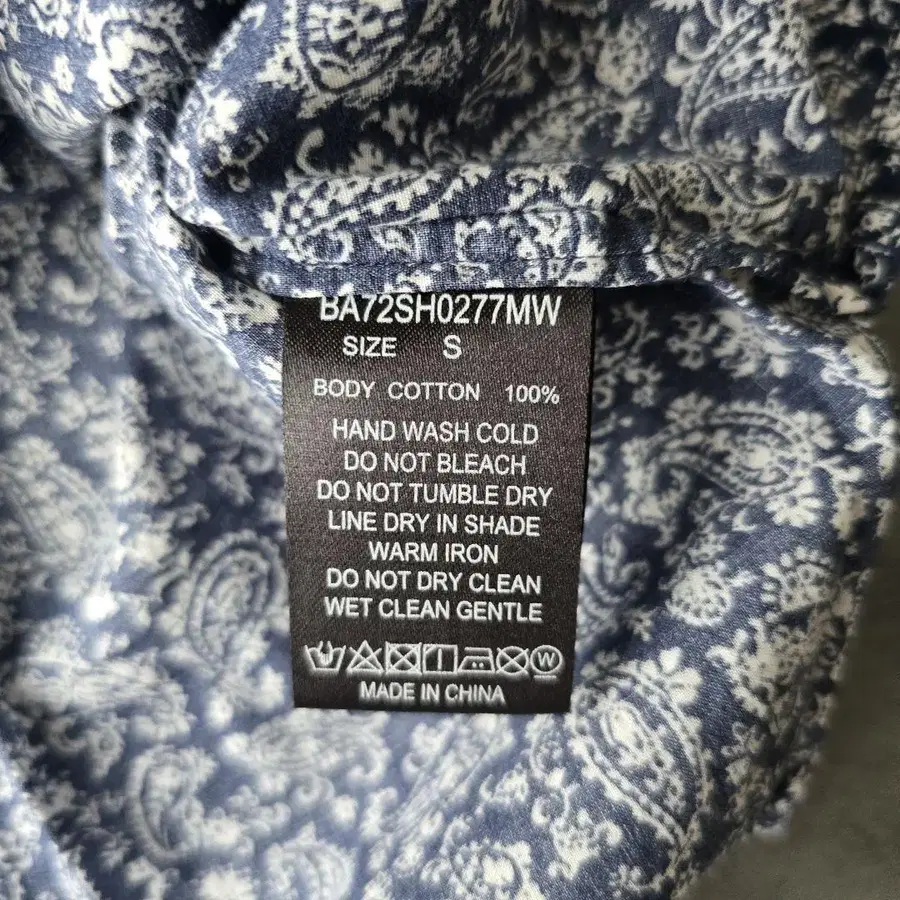 BA72SH0277MW
SIZE S
BODY COTTON 100%
HAND WASH COLD
DO NOT BLEACH
DO NOT TUMBLE DRY
LINE DRY IN SHADE
WARM IRON
DO NOT DRY CLEAN
WET CLEAN GENTLE
W
MADE IN CHINA